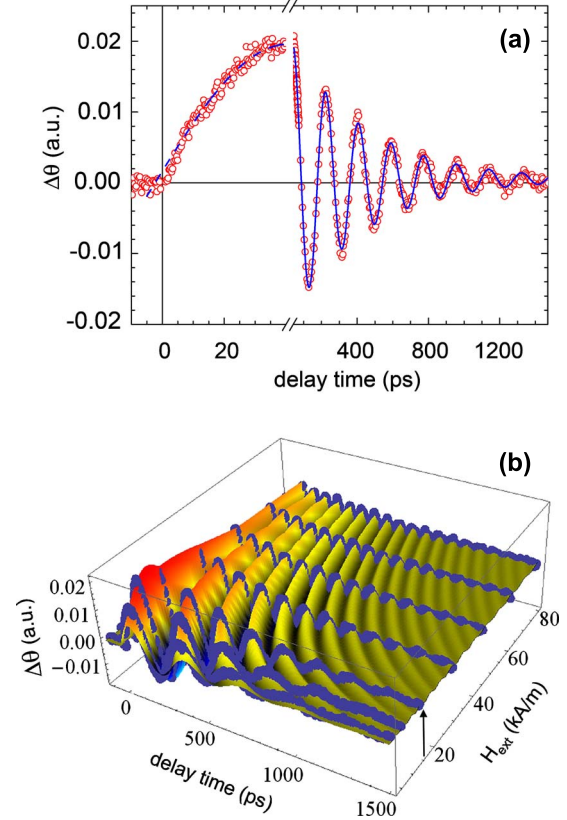 (a)
0.02
0.01
0.00
-0.01
-0.02
Δθ (a.u.)
0 20 400 800 1200
delay time (ps)
(b)
0.02
0.01
0.00
−0.01
Δθ (a.u.)
0
500
1000
1500
delay time (ps)
20
40
60
80
Hext (kA/m)